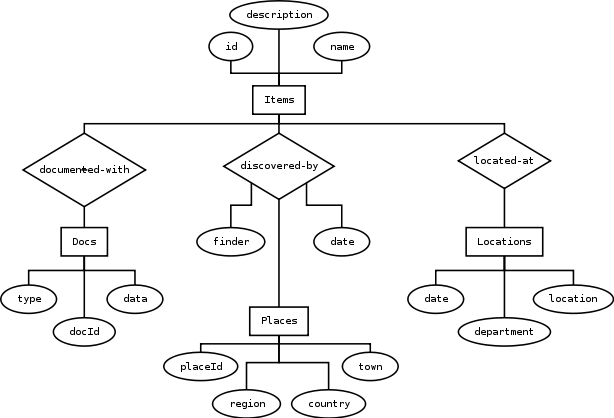 description
id
name
Items
documented-with
discovered-by
located-at
finder
date
Docs
Locations
type
data
docId
date
location
department
Places
placeId
town
region
country